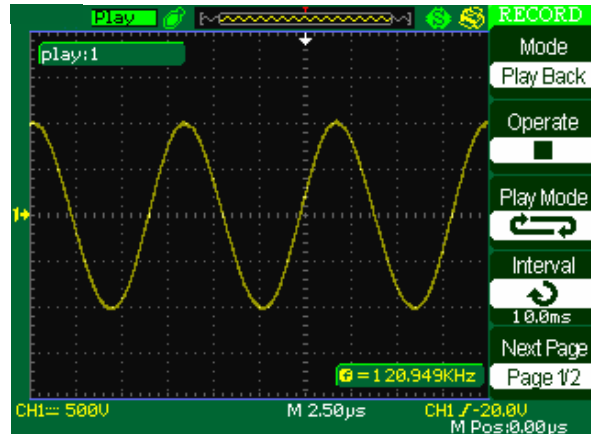 Play
RECORD
play:1
Mode
Play Back
Operate
Play Mode
Interval
10.0ms
Next Page
Page 1/2
1
f=120.949KHz
CH1 500V
M 2.50µs
CH1 -20.0V
M Pos:0.00µs